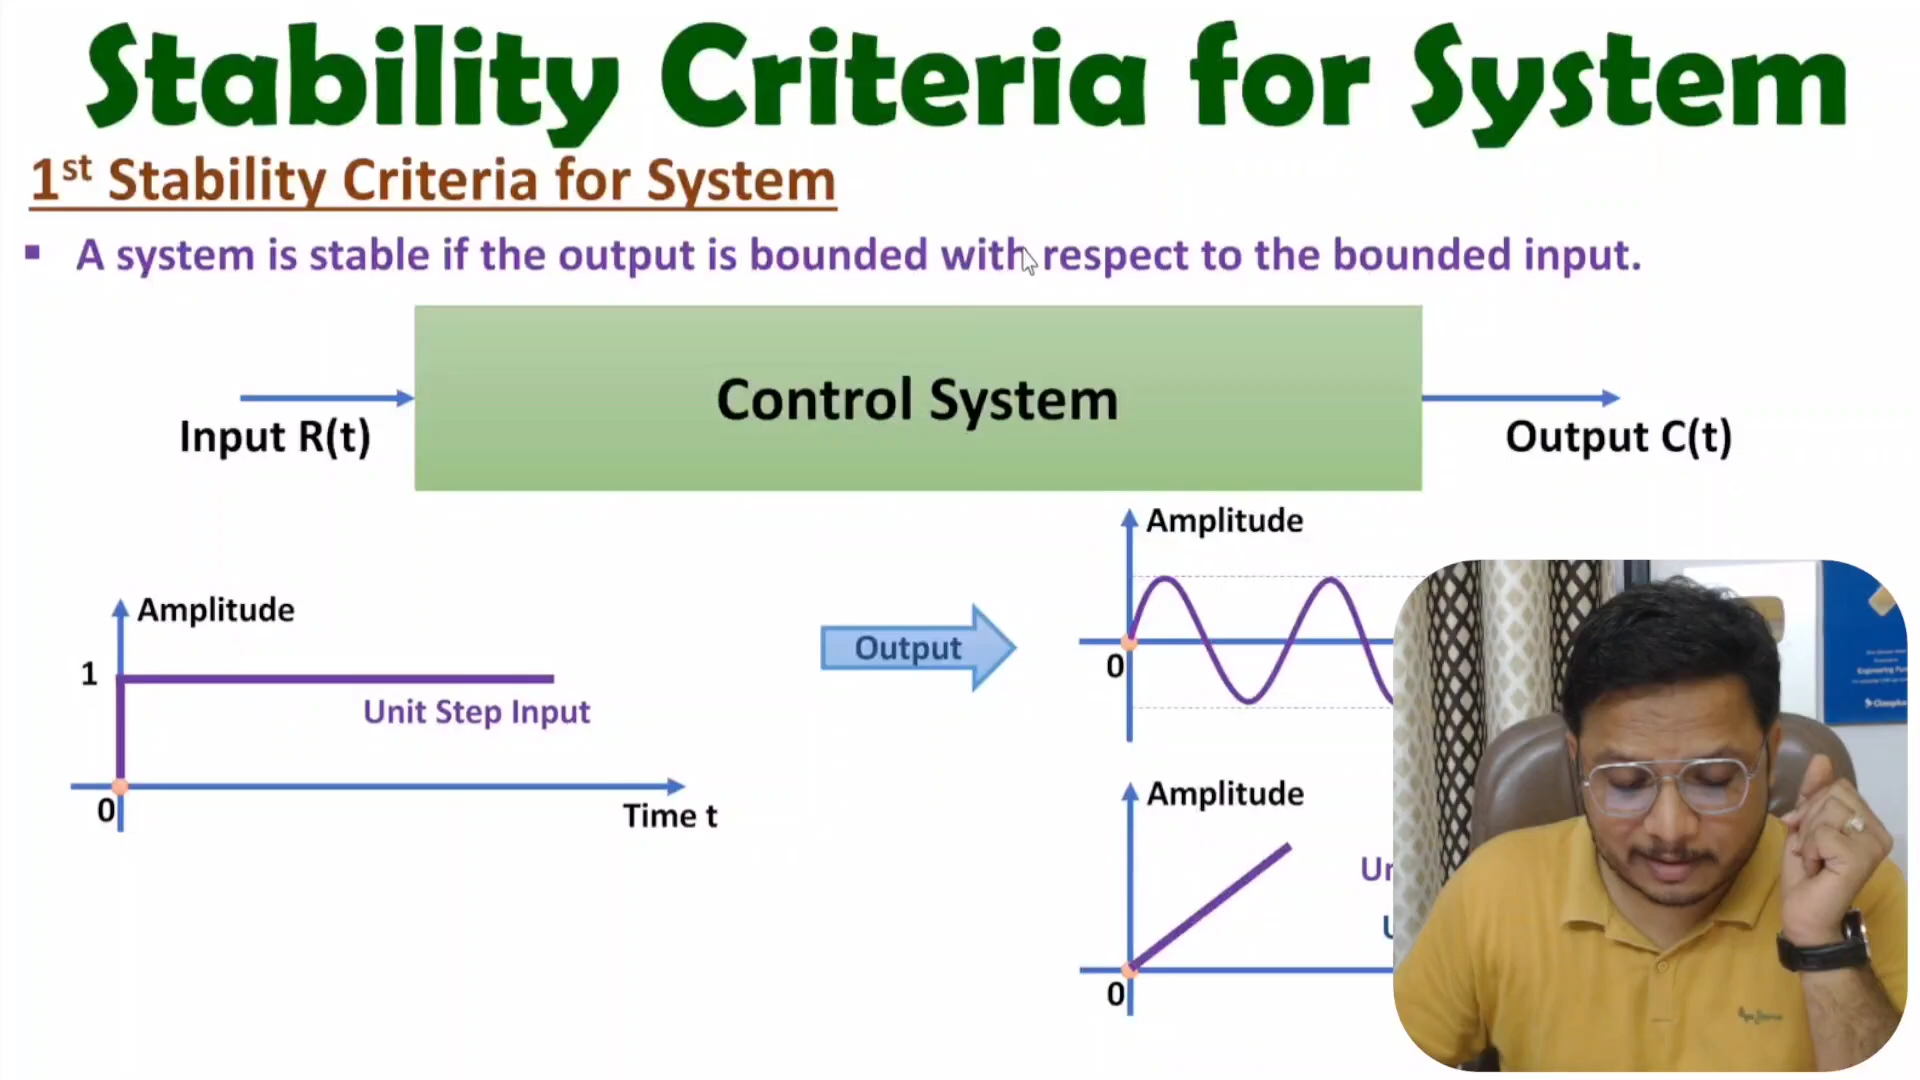 Stability Criteria for System
1st Stability Criteria for System
▪ A system is stable if the output is bounded with respect to the bounded input.
Control System
Input R(t)
Output C(t)
Amplitude
1
Unit Step Input
0
Time t
Output
Amplitude
0
Amplitude
Ur
0